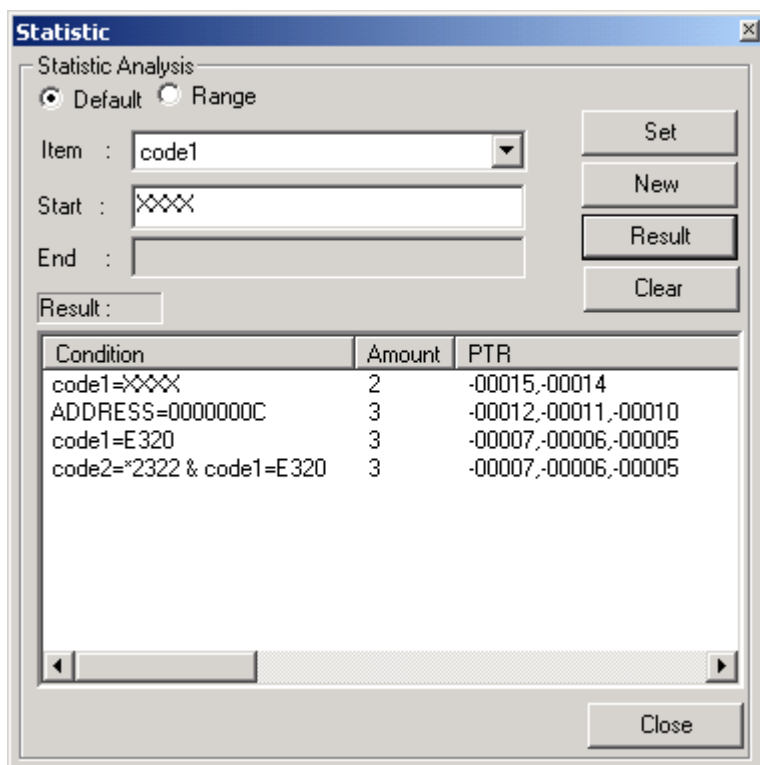 Statistic
Statistic Analysis
Default Range
Item : code1
Start : XXXX
End :
Set
New
Result
Clear
Result :
Condition Amount PTR
code1=XXXX 2 -00015,-00014
ADDRESS=0000000C 3 -00012,-00011,-00010
code1=E320 3 -00007,-00006,-00005
code2=*2322 & code1=E320 3 -00007,-00006,-00005
Close